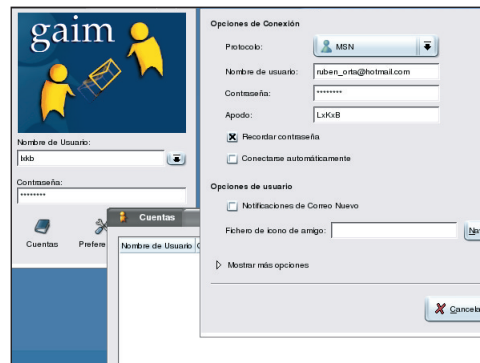 gaim
Nombre de Usuario:
lxkb
Contraseña:
********
Cuentas
Cuentas
Nombre de Usuario
Opciones de Conexión
Protocolo:
MSN
Nombre de usuario:
ruben_orta@hotmail.com
Contraseña:
********
Apodo:
LxKxB
Recordar contraseña
Conectarse automáticamente
Opciones de usuario
Notificaciones de Correo Nuevo
Fichero de icono de amigo:
Mostrar más opciones